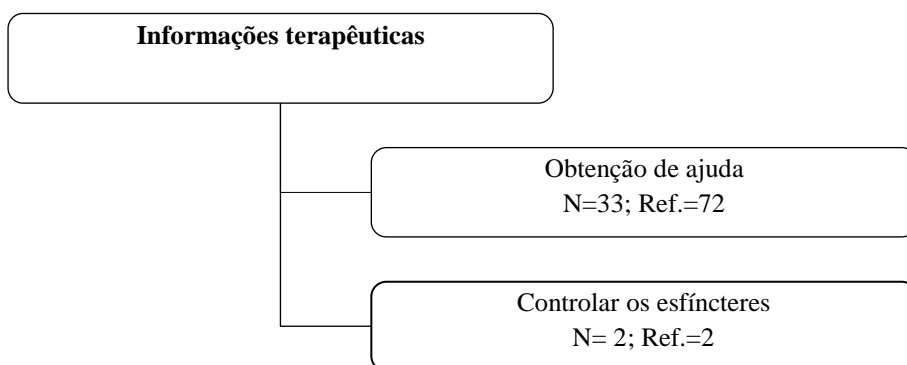 Informações terapêuticas
Obtenção de ajuda
N=33; Ref.=72
Controlar os esfíncteres
N= 2; Ref.=2